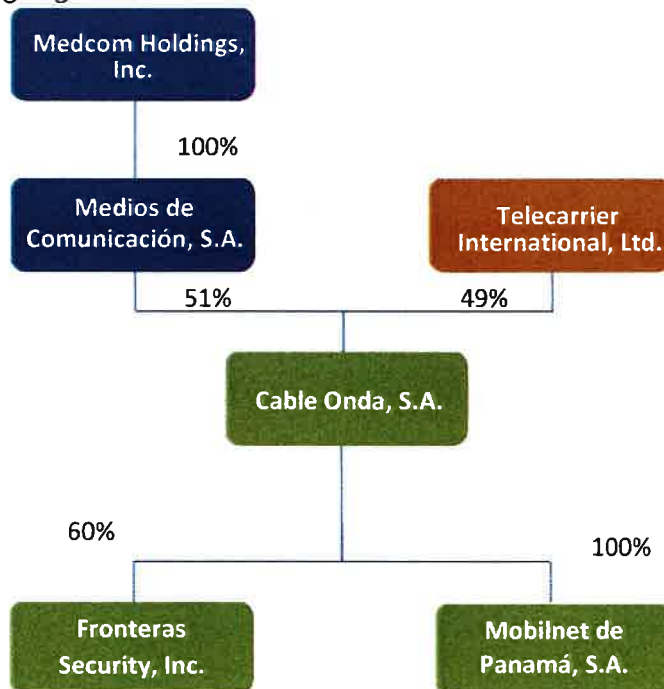 Medcom Holdings,
Inc.
100%
Medios de
Comunicación, S.A.
Telecarrier
International, Ltd.
51%
49%
Cable Onda, S.A.
60%
100%
Fronteras
Security, Inc.
Mobilnet de
Panamá, S.A.